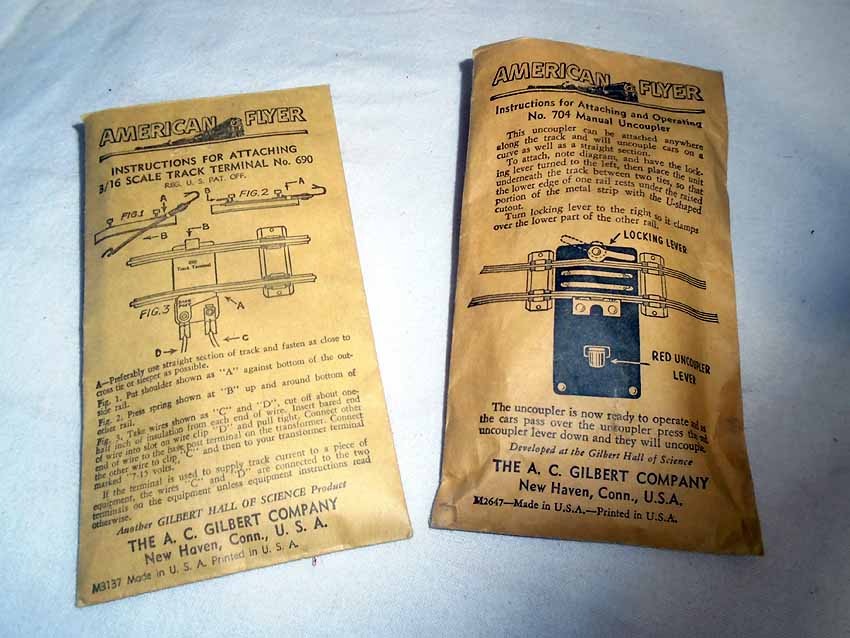 AMERICAN FLYER
INSTRUCTIONS FOR ATTACHING
3/16 SCALE TRACK TERMINAL No. 690
REG. U. S. PAT. OFF.
FIG.1
A
B
FIG.2
A
B
690
Track Terminal
FIG.3
A
D
C
A—Preferably use straight section of track and fasten as close to
cross tie or sleeper as possible.
Fig. 1. Put shoulder shown as "A" against bottom of the out-
side rail.
Fig. 2. Press spring shown at "B" up and around bottom of
other rail.
Fig. 3. Take wires shown as "C" and "D", cut off about one-
half inch of insulation from each end of wire. Insert bared end
of wire into slot on wire clip "D" and pull tight. Connect other
end of wire to the base post terminal on the transformer. Connect
the other wire to clip "C" and then to your transformer terminal
marked "7-15 volts."
If the terminal is used to supply track current to a piece of
equipment, the wires "C" and "D" are connected to the two
terminals on the equipment unless equipment instructions read
otherwise.
Another GILBERT HALL OF SCIENCE Product
THE A. C. GILBERT COMPANY
New Haven, Conn., U. S. A.
M3137 Made in U. S. A. Printed in U. S. A.
AMERICAN FLYER
Instructions for Attaching and Operating
No. 704 Manual Uncoupler
This uncoupler can be attached anywhere
along the track and will uncouple cars on a
curve as well as a straight section.
To attach, note diagram, and have the lock-
ing lever turned to the left, then place the unit
underneath the track between two ties, so that
the lower edge of one rail rests under the raised
portion of the metal strip with the U-shaped
cutout.
Turn locking lever to the right so it clamps
over the lower part of the other rail.
LOCKING LEVER
RED UNCOUPLER
LEVER
The uncoupler is now ready to operate and as
the cars pass over the uncoupler press the red
uncoupler lever down and they will uncouple.
Developed at the Gilbert Hall of Science
THE A. C. GILBERT COMPANY
New Haven, Conn., U.S.A.
M2647—Made in U.S.A.—Printed in U.S.A.